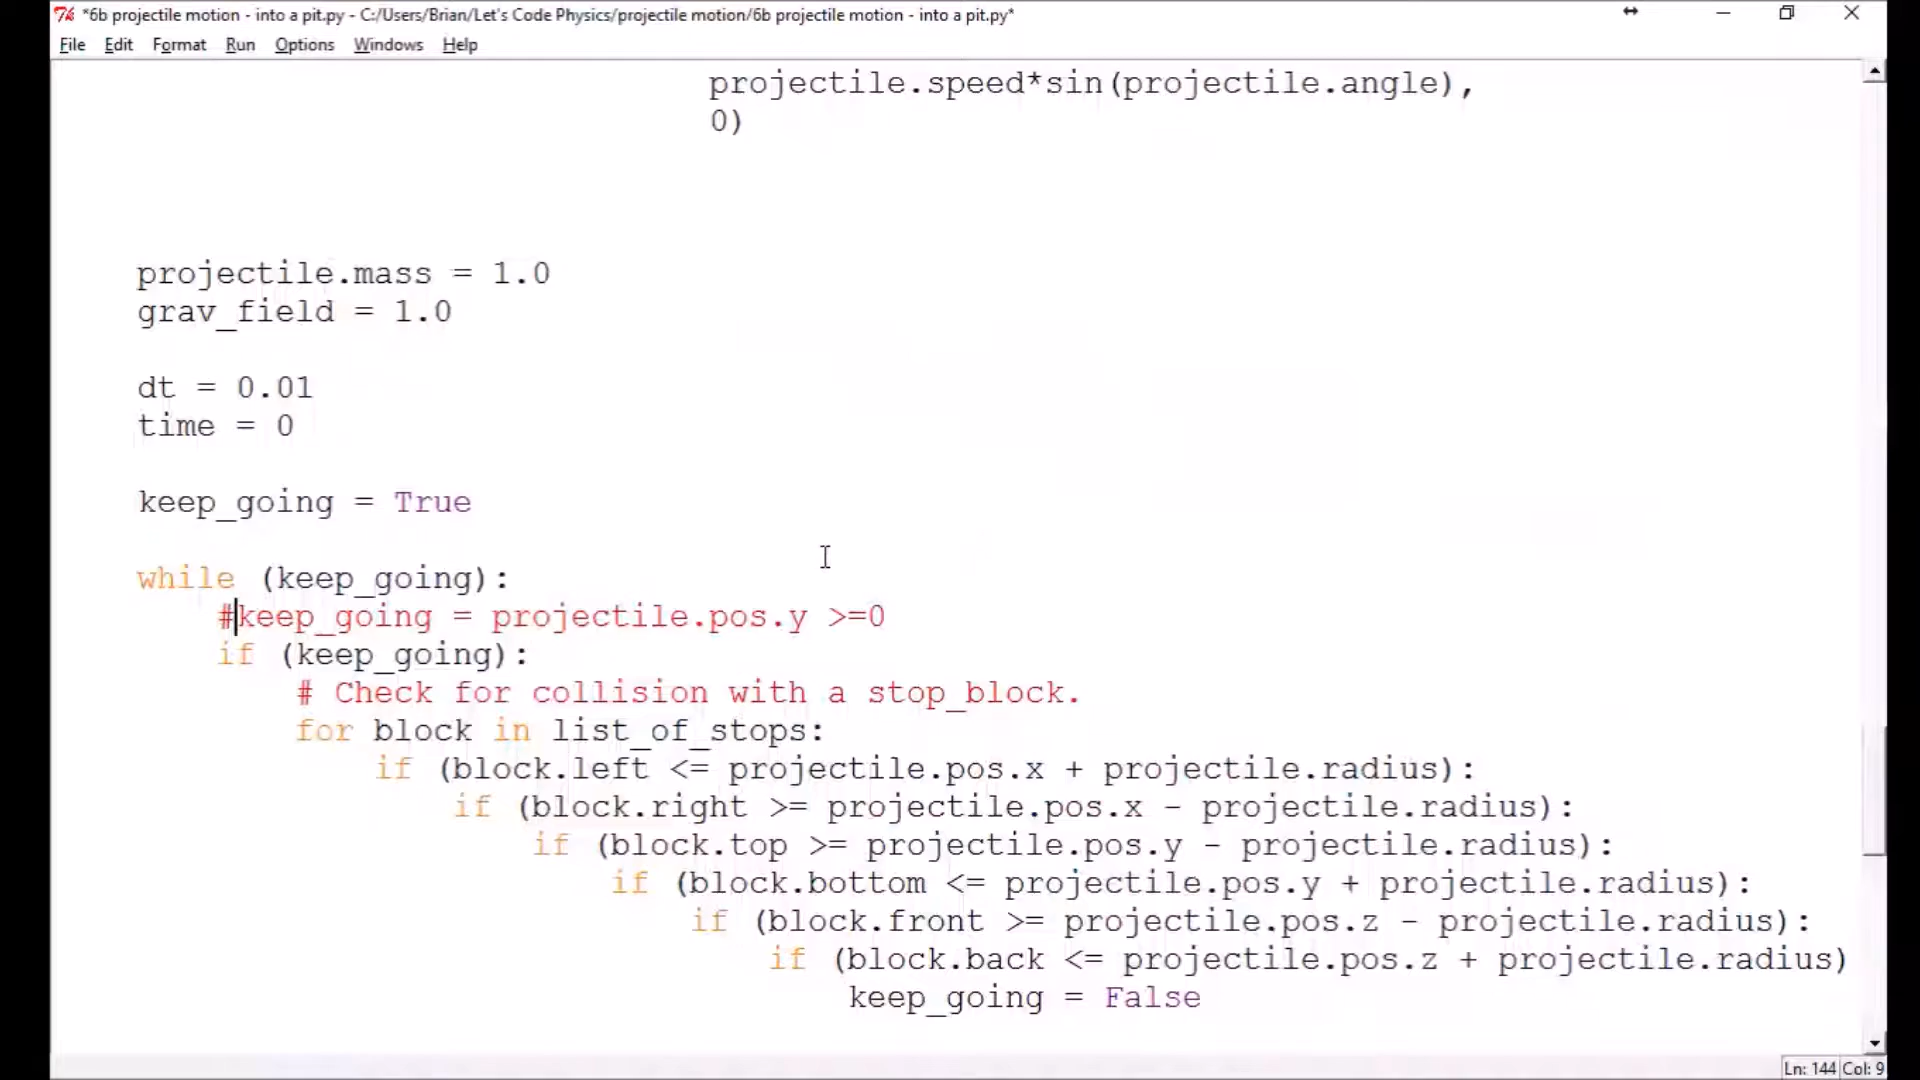 *6b projectile motion - into a pit.py - C:/Users/Brian/Let's Code Physics/projectile motion/6b projectile motion - into a pit.py*
File Edit Format Run Options Windows Help
projectile.speed*sin(projectile.angle),
0)
projectile.mass = 1.0
grav_field = 1.0
dt = 0.01
time = 0
keep_going = True
while (keep_going):
#keep_going = projectile.pos.y >=0
if (keep_going):
# Check for collision with a stop_block.
for block in list_of_stops:
if (block.left <= projectile.pos.x + projectile.radius):
if (block.right >= projectile.pos.x - projectile.radius):
if (block.top >= projectile.pos.y - projectile.radius):
if (block.bottom <= projectile.pos.y + projectile.radius):
if (block.front >= projectile.pos.z - projectile.radius):
if (block.back <= projectile.pos.z + projectile.radius)
keep_going = False
Ln: 144 Col: 9